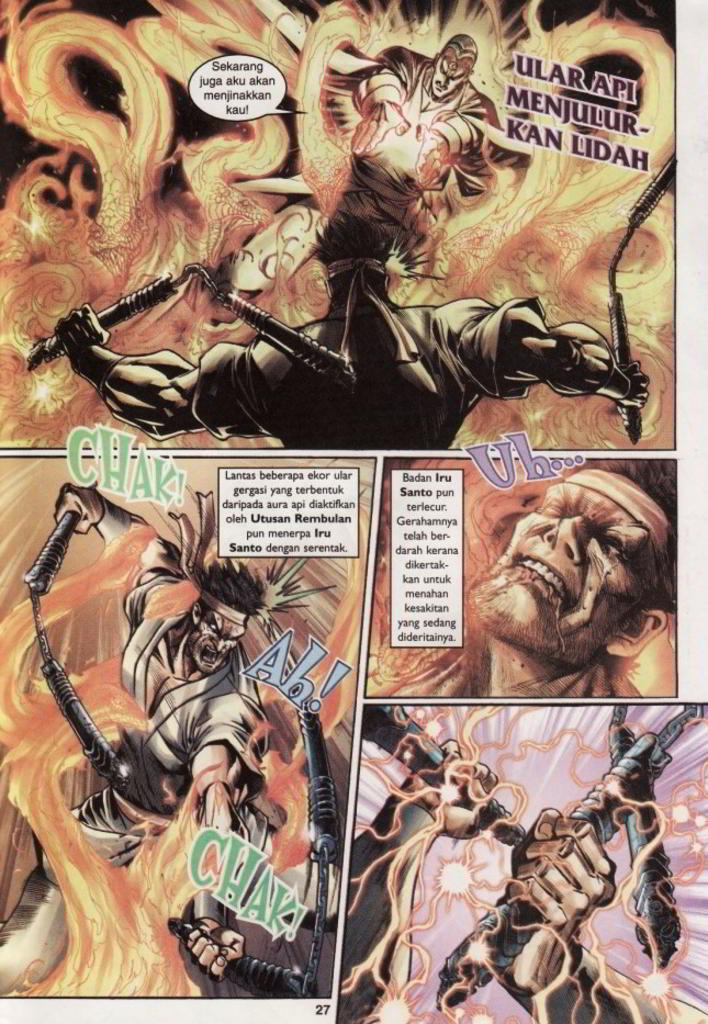 Sekarang
juga aku akan
menjinakkan
kau!
ULAR API
MENJULUR-
KAN LIDAH
CHAK!
Lantas beberapa ekor ular
gergasi yang terbentuk
daripada aura api diaktifkan
oleh Utusan Rembulan
pun menerpa Iru
Santo dengan serentak.
Ah!
CHAK!
Uh...
Badan Iru
Santo pun
terlecur.
Gerahamnya
telah ber-
darah kerana
dikertak-
kan untuk
menahan
kesakitan
yang sedang
dideritainya.
27